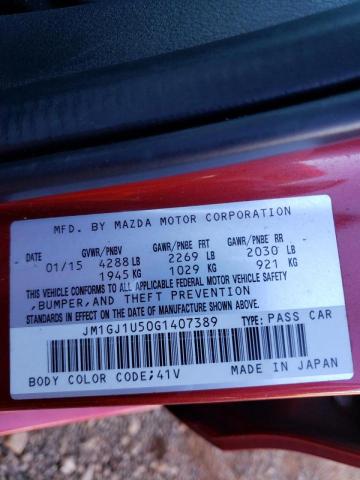 MFD. BY MAZDA MOTOR CORPORATION
DATE GVWR/PNBV GAWR/PNBE FRT GAWR/PNBE RR
01/15 4288 LB 2269 LB 2030 LB
1945 KG 1029 KG 921 KG
THIS VEHICLE CONFORMS TO ALL APPLICABLE FEDERAL MOTOR VEHICLE SAFETY
,BUMPER,AND THEFT PREVENTION
STANDARDS IN EFFECT ON THE DATE OF MANUFACTURE SHOWN ABOVE.
JM1GJ1U50G1407389 TYPE:PASS CAR
BODY COLOR CODE;41V MADE IN JAPAN